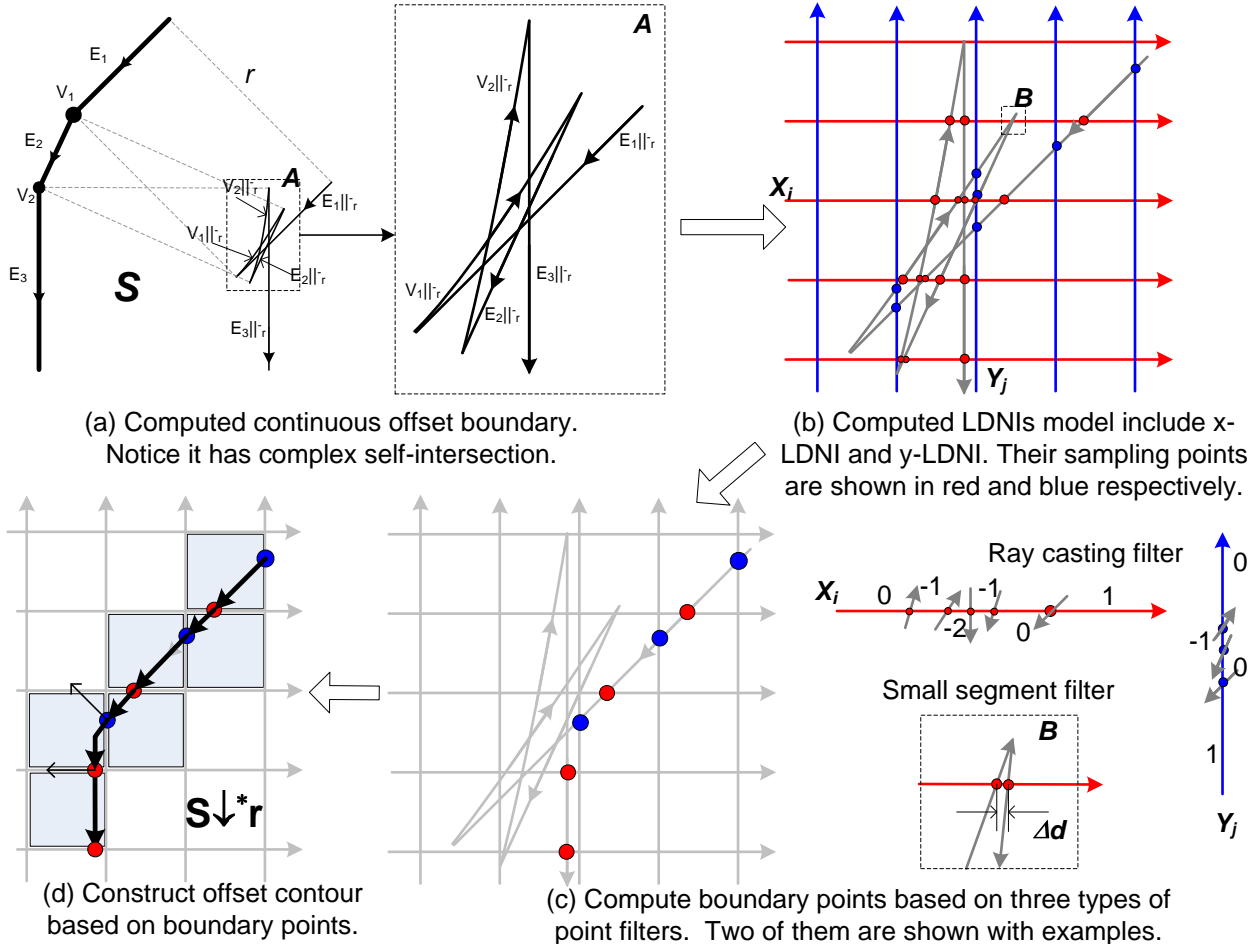 E1
V1
E2
V2
E3
S
r
A
V2||-r
E1||-r
V1||-r
E2||-r
E3||-r
A
V2||-r
E1||-r
E3||-r
V1||-r
E2||-r
B
Xi
Yj
(a) Computed continuous offset boundary.
Notice it has complex self-intersection.
(b) Computed LDNIs model include x-
LDNI and y-LDNI. Their sampling points
are shown in red and blue respectively.
S↓*r
(d) Construct offset contour
based on boundary points.
Ray casting filter
Xi
0
-1
-2
-1
0
1
0
-1
0
1
Yj
Small segment filter
B
Δd
(c) Compute boundary points based on three types of
point filters. Two of them are shown with examples.